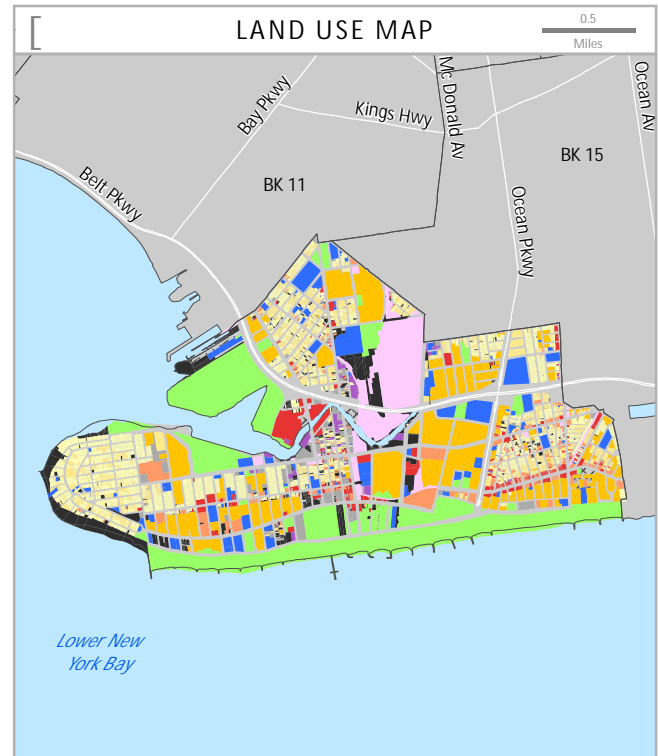 [
LAND USE MAP
0.5
Miles
Bay Pkwy
Kings Hwy
Mc Donald Av
Ocean Av
BK 15
BK 11
Belt Pkwy
Ocean Pkwy
Lower New
York Bay